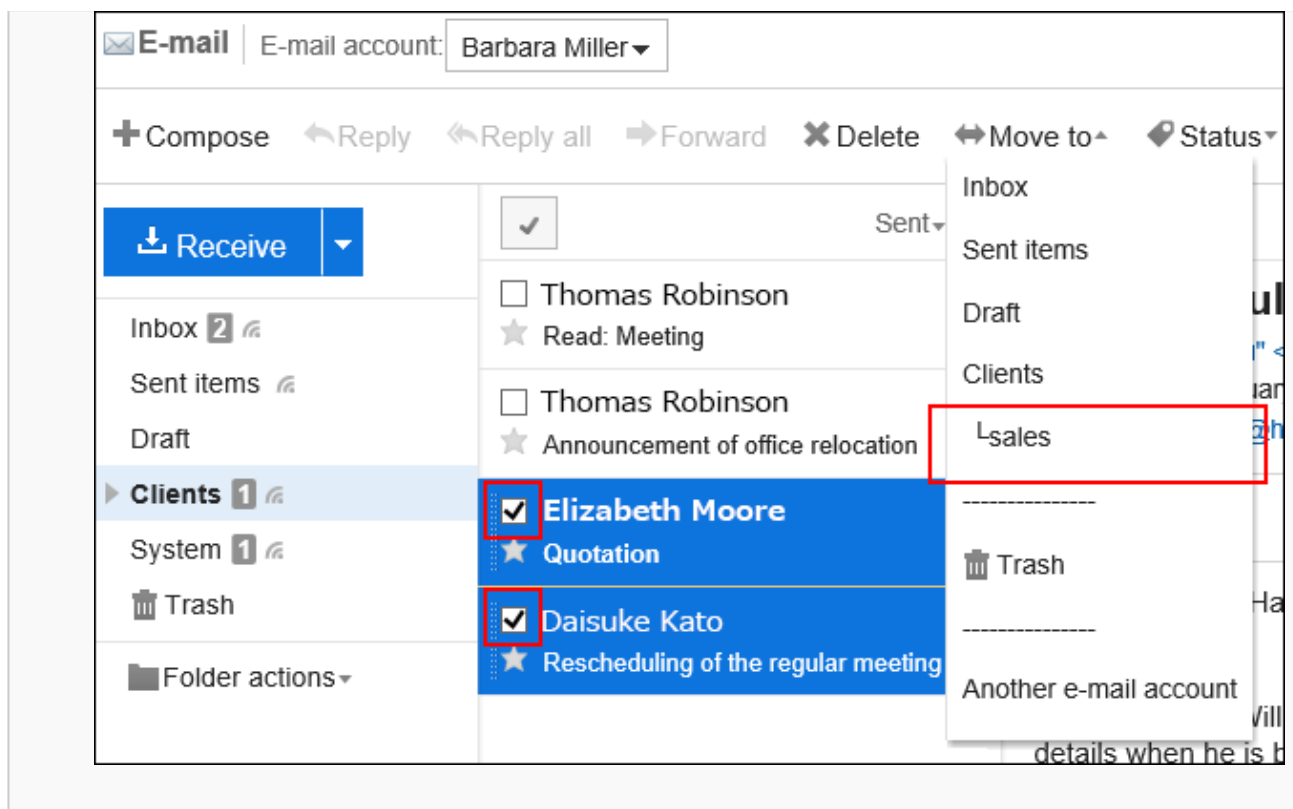 E-mail E-mail account: Barbara Miller
Compose Reply Reply all Forward Delete Move to Status
Receive
Inbox 2
Sent items
Draft
Clients 1
System 1
Trash
Folder actions
Sent
Thomas Robinson
Read: Meeting
Thomas Robinson
Announcement of office relocation
Elizabeth Moore
Quotation
Daisuke Kato
Rescheduling of the regular meeting
Inbox
Sent items
Draft
Clients
└sales
---------------
Trash
---------------
Another e-mail account
details when he is